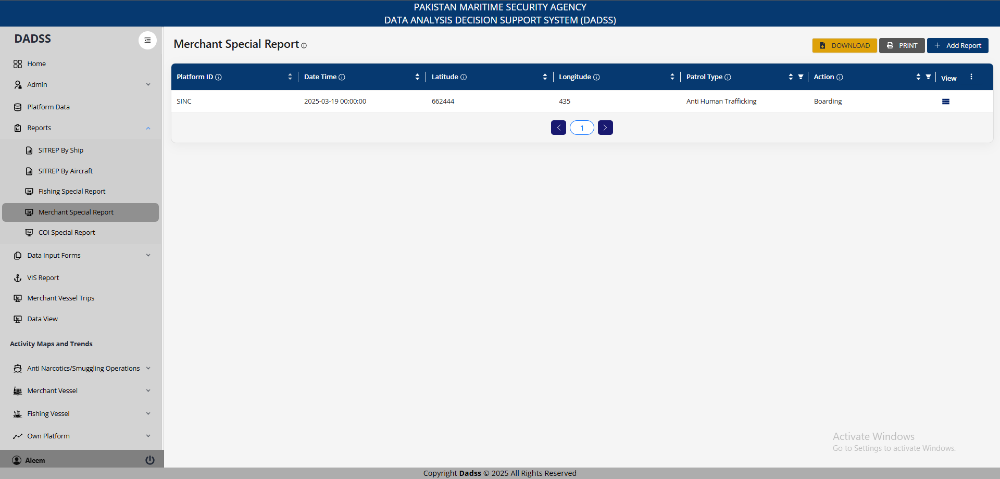 PAKISTAN MARITIME SECURITY AGENCY
DATA ANALYSIS DECISION SUPPORT SYSTEM (DADSS)
DADSS
Home
Admin
Platform Data
Reports
SITREP By Ship
SITREP By Aircraft
Fishing Special Report
Merchant Special Report
COI Special Report
Data Input Forms
VIS Report
Merchant Vessel Trips
Data View
Activity Maps and Trends
Anti Narcotics/Smuggling Operations
Merchant Vessel
Fishing Vessel
Own Platform
Aleem
Merchant Special Report
DOWNLOAD PRINT + Add Report
Platform ID Date Time Latitude Longitude Patrol Type Action View
SINC 2025-03-19 00:00:00 662444 435 Anti Human Trafficking Boarding
1
Activate Windows
Go to Settings to activate Windows.
Copyright Dadss © 2025 All Rights Reserved